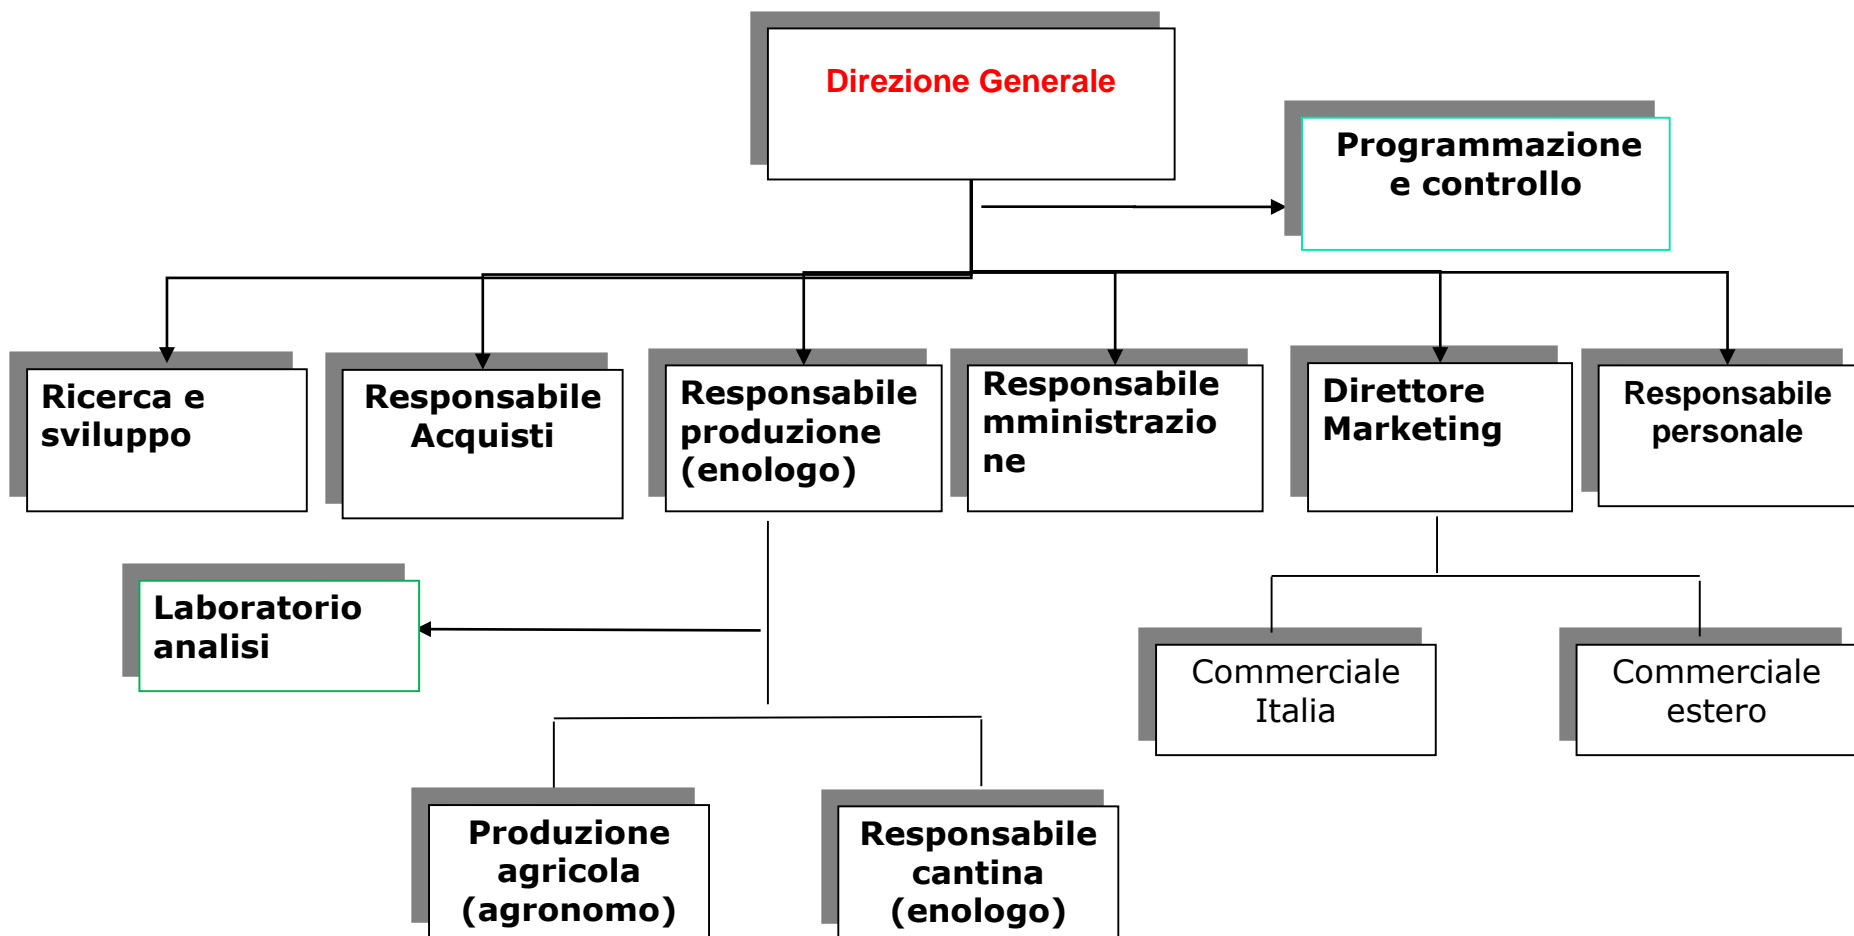 Direzione Generale
Programmazione
e controllo
Ricerca e
sviluppo
Responsabile
Acquisti
Responsabile
produzione
(enologo)
Responsabile
mministrazio
ne
Direttore
Marketing
Responsabile
personale
Laboratorio
analisi
Commerciale
Italia
Commerciale
estero
Produzione
agricola
(agronomo)
Responsabile
cantina
(enologo)